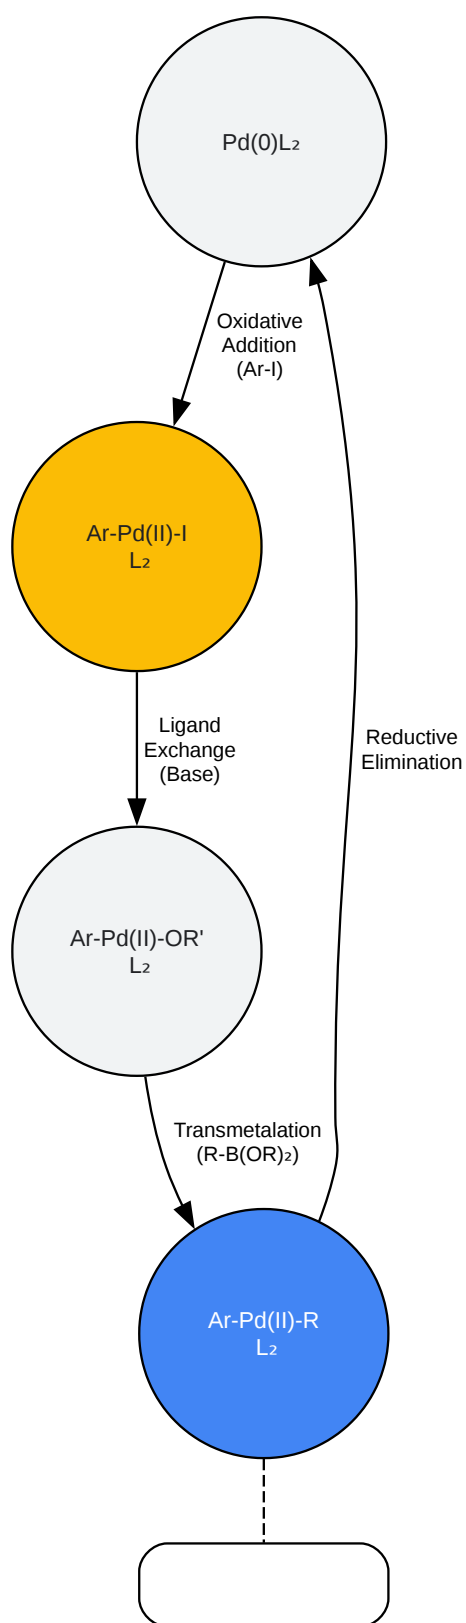 Pd(0)L₂
Oxidative
Addition
(Ar-I)
Ar-Pd(II)-I
L₂
Ligand
Exchange
(Base)
Reductive
Elimination
Ar-Pd(II)-OR'
L₂
Transmetalation
(R-B(OR)₂)
Ar-Pd(II)-R
L₂